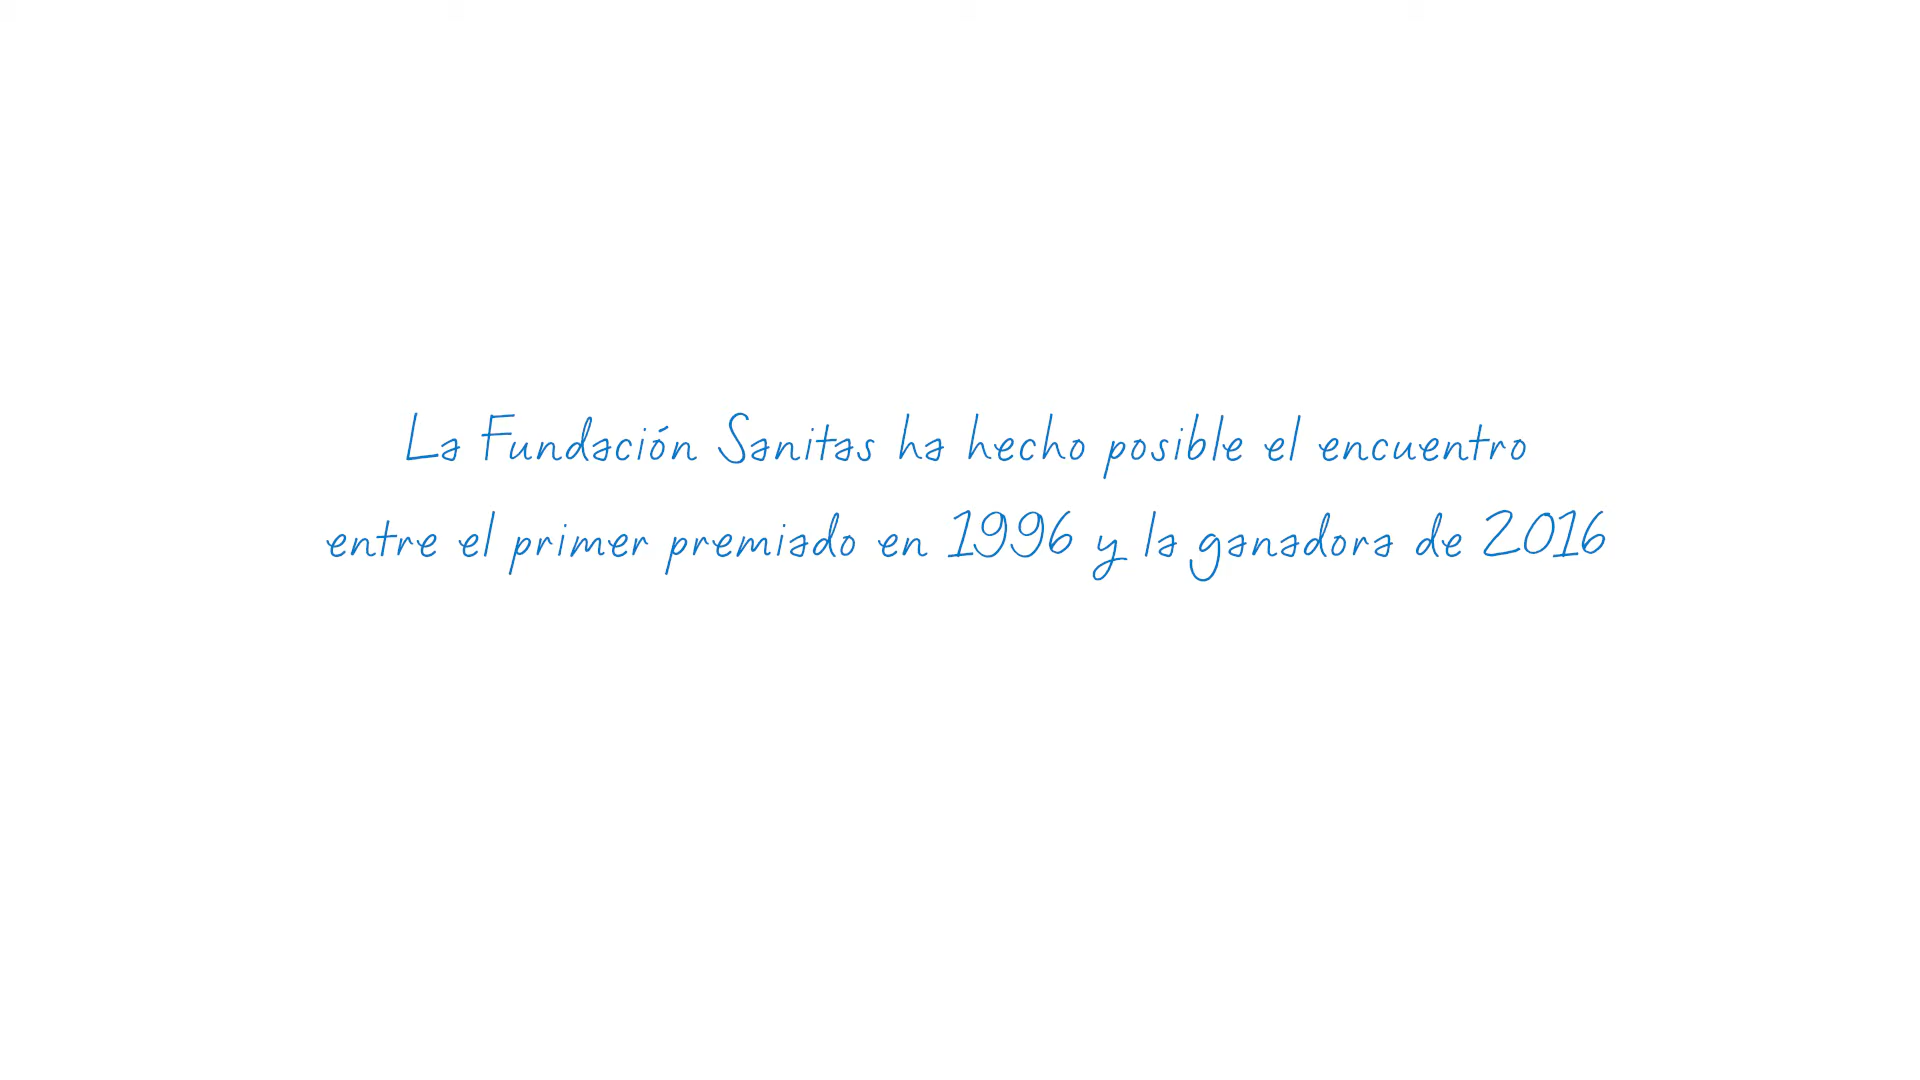 La Fundación Sanitas ha hecho posible el encuentro
entre el primer premiado en 1996 y la ganadora de 2016